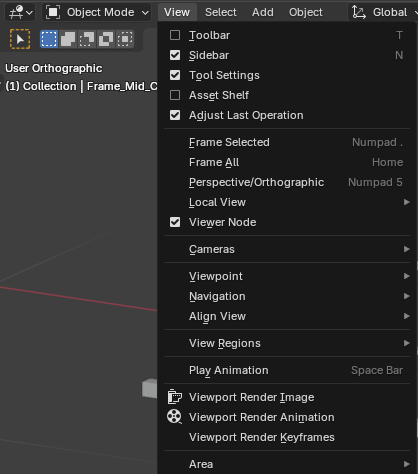 Object Mode View Select Add Object Global
User Orthographic
(1) Collection | Frame_Mid_C
Toolbar T
Sidebar N
Tool Settings
Asset Shelf
Adjust Last Operation
Frame Selected Numpad .
Frame All Home
Perspective/Orthographic Numpad 5
Local View
Viewer Node
Cameras
Viewpoint
Navigation
Align View
View Regions
Play Animation Space Bar
Viewport Render Image
Viewport Render Animation
Viewport Render Keyframes
Area